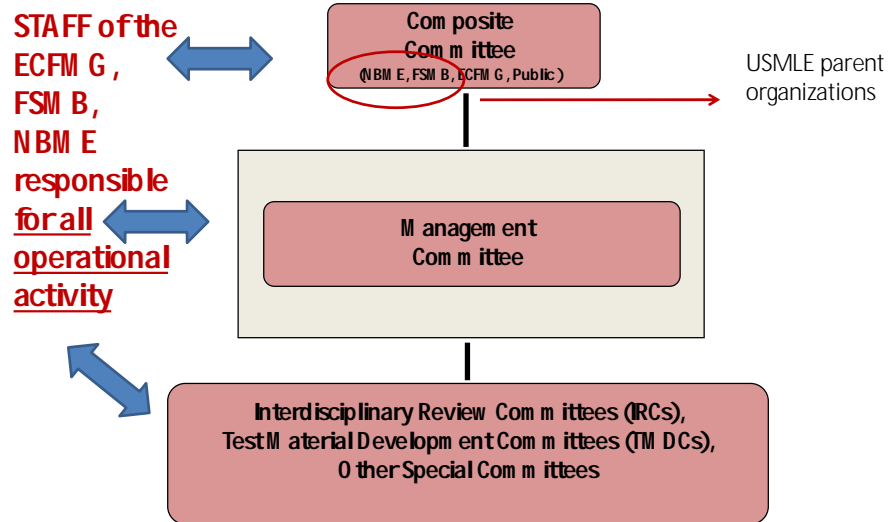 STAFF of the
ECFMG,
FSMB,
NBME
responsible
for all
operational
activity
Composite
Committee
(NBME, FSMB, ECFMG, Public)
USMLE parent
organizations
Management
Committee
Interdisciplinary Review Committees (IRCs),
Test Material Development Committees (TMDCs),
Other Special Committees